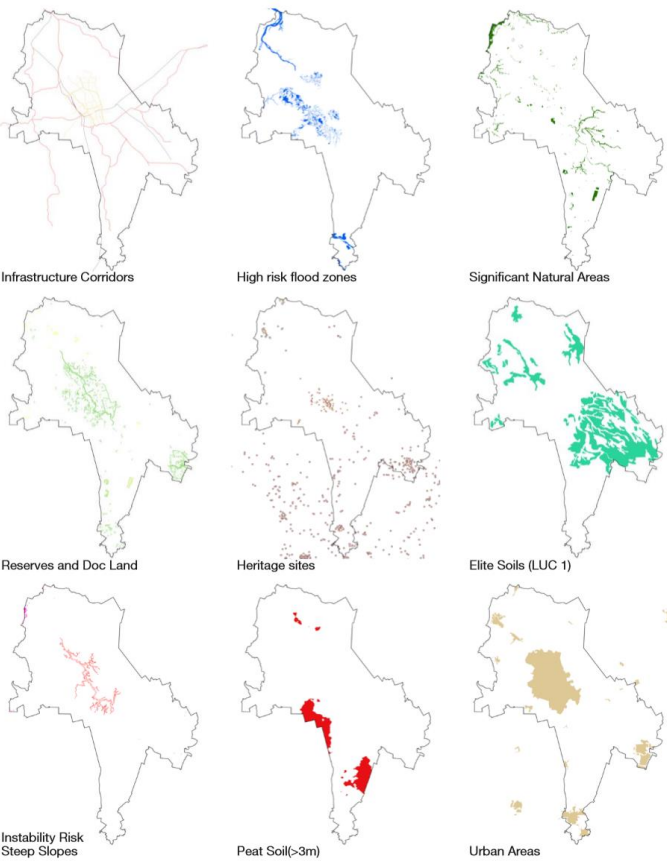 Infrastructure Corridors
High risk flood zones
Significant Natural Areas
Reserves and Doc Land
Heritage sites
Elite Soils (LUC 1)
Instability Risk
Steep Slopes
Peat Soil(>3m)
Urban Areas